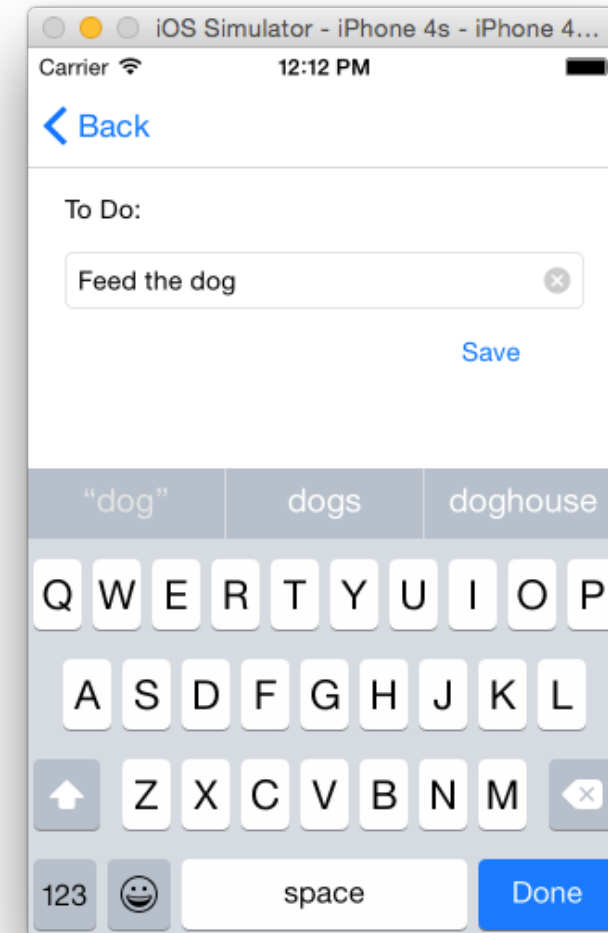 iOS Simulator - iPhone 4s - iPhone 4...
Carrier 12:12 PM
Back
To Do:
Feed the dog
Save
“dog” dogs doghouse
Q W E R T Y U I O P
A S D F G H J K L
Z X C V B N M
123 space Done